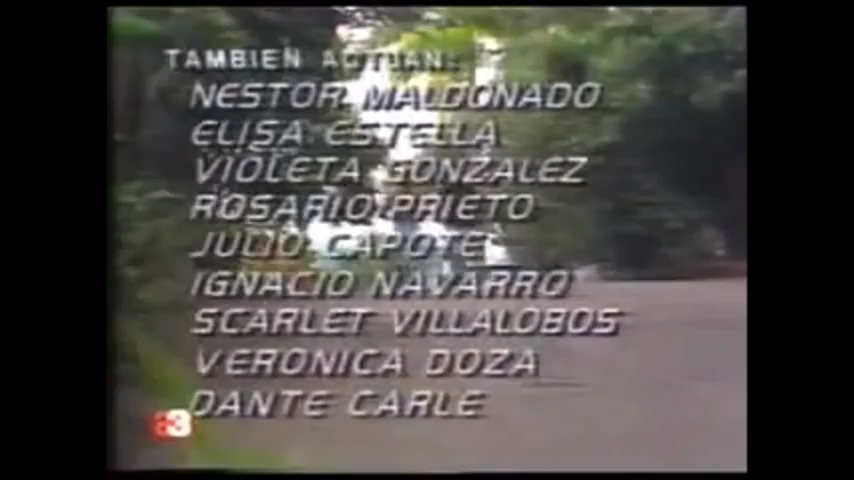 TAMBIEN ACTUAN:
NESTOR MALDONADO
ELISA ESTELLA
VIOLETA GONZALEZ
ROSARIO PRIETO
JULIO CAPOTE
IGNACIO NAVARRO
SCARLET VILLALOBOS
VERONICA DOZA
DANTE CARLE
a3